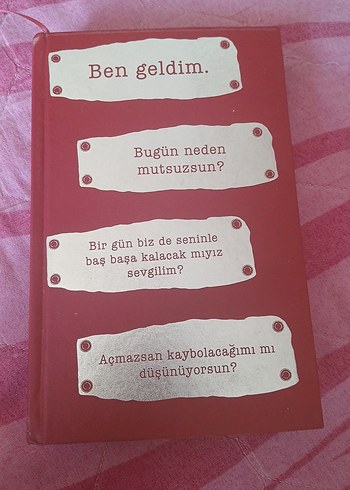 Ben geldim.
Bugün neden
mutsuzsun?
Bir gün biz de seninle
baş başa kalacak mıyız
sevgilim?
Açmazsan kaybolacağımı mı
düşünüyorsun?